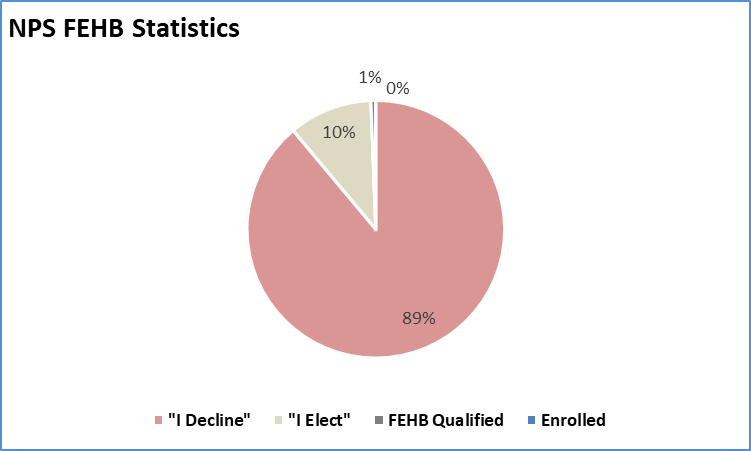 NPS FEHB Statistics
1%
0%
10%
89%
"I Decline" "I Elect" FEHB Qualified Enrolled